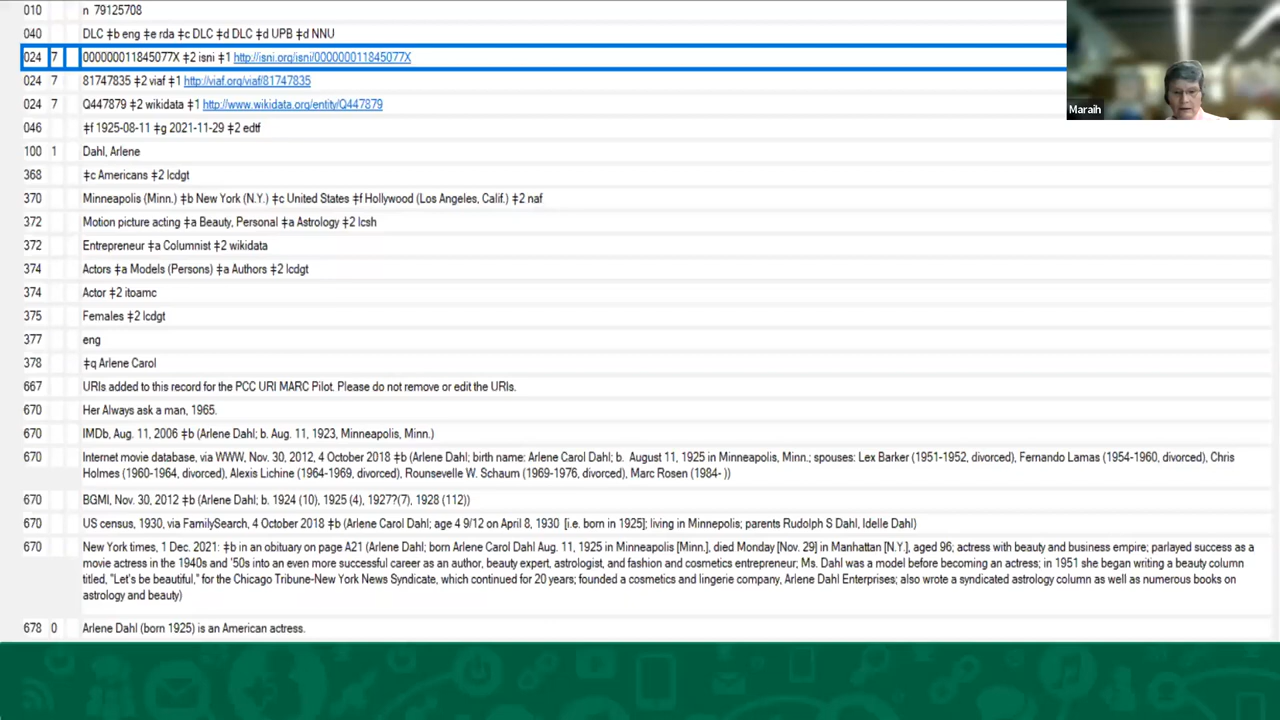 010 n 79125708
040 DLC ‡b eng ‡e rda ‡c DLC ‡d DLC ‡d UPB ‡d NNU
024 7 000000011845077X ‡2 isni ‡1 http://isni.org/isni/000000011845077X
024 7 81747835 ‡2 viaf ‡1 http://viaf.org/viaf/81747835
024 7 Q447879 ‡2 wikidata ‡1 http://www.wikidata.org/entity/Q447879
046 ‡f 1925-08-11 ‡g 2021-11-29 ‡2 edtf
100 1 Dahl, Arlene
368 ‡c Americans ‡2 lcdgt
370 Minneapolis (Minn.) ‡b New York (N.Y.) ‡c United States ‡f Hollywood (Los Angeles, Calif.) ‡2 naf
372 Motion picture acting ‡a Beauty, Personal ‡a Astrology ‡2 lcsh
372 Entrepreneur ‡a Columnist ‡2 wikidata
374 Actors ‡a Models (Persons) ‡a Authors ‡2 lcdgt
374 Actor ‡2 itoamc
375 Females ‡2 lcdgt
377 eng
378 ‡q Arlene Carol
667 URIs added to this record for the PCC URI MARC Pilot. Please do not remove or edit the URIs.
670 Her Always ask a man, 1965.
670 IMDb, Aug. 11, 2006 ‡b (Arlene Dahl; b. Aug. 11, 1923, Minneapolis, Minn.)
670 Internet movie database, via WWW, Nov. 30, 2012, 4 October 2018 ‡b (Arlene Dahl; birth name: Arlene Carol Dahl; b. August 11, 1925 in Minneapolis, Minn.; spouses: Lex Barker (1951-1952, divorced), Fernando Lamas (1954-1960, divorced), Chris
Holmes (1960-1964, divorced), Alexis Lichine (1964-1969, divorced), Rounsevelle W. Schaum (1969-1976, divorced), Marc Rosen (1984- ))
670 BGMI, Nov. 30, 2012 ‡b (Arlene Dahl; b. 1924 (10), 1925 (4), 1927?(7), 1928 (112))
670 US census, 1930, via FamilySearch, 4 October 2018 ‡b (Arlene Carol Dahl; age 4 9/12 on April 8, 1930 [i.e. born in 1925]; living in Minnepolis; parents Rudolph S Dahl, Idelle Dahl)
670 New York times, 1 Dec. 2021: ‡b in an obituary on page A21 (Arlene Dahl; born Arlene Carol Dahl Aug. 11, 1925 in Minneapolis [Minn.], died Monday [Nov. 29] in Manhattan [N.Y.], aged 96; actress with beauty and business empire; parlayed success as a
movie actress in the 1940s and '50s into an even more successful career as an author, beauty expert, astrologist, and fashion and cosmetics entrepreneur; Ms. Dahl was a model before becoming an actress; in 1951 she began writing a beauty column
titled, "Let's be beautiful," for the Chicago Tribune-New York News Syndicate, which continued for 20 years; founded a cosmetics and lingerie company, Arlene Dahl Enterprises; also wrote a syndicated astrology column as well as numerous books on
astrology and beauty)
678 0 Arlene Dahl (born 1925) is an American actress.
Maraih